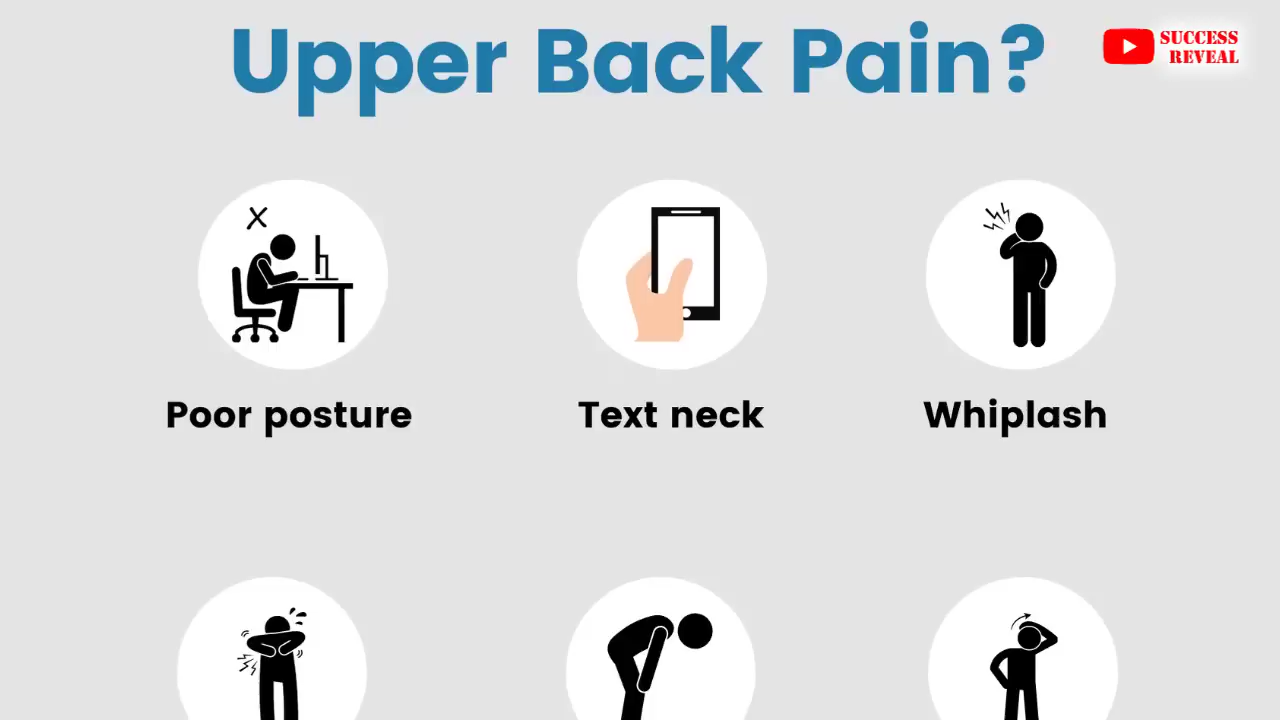 Upper Back Pain?
SUCCESS
REVEAL
Poor posture
Text neck
Whiplash